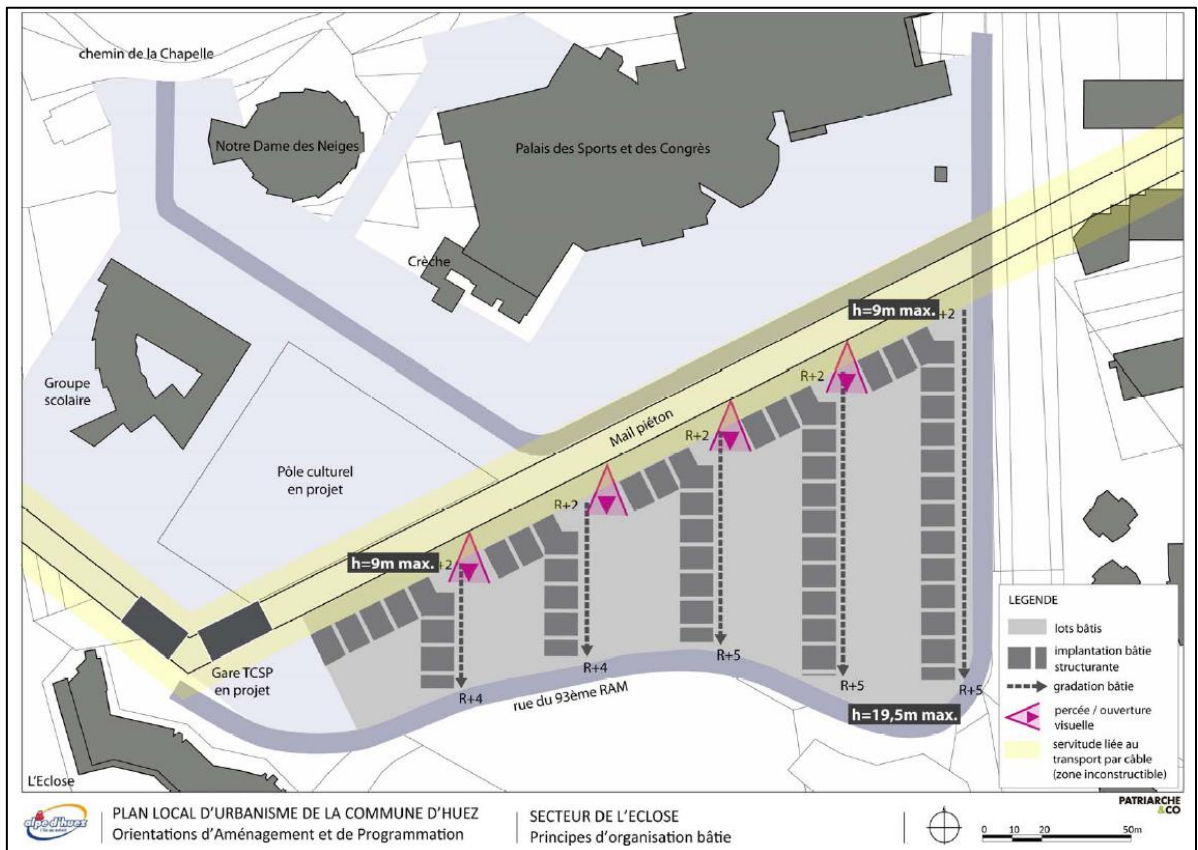 chemin de la Chapelle
Notre Dame des Neiges
Palais des Sports et des Congrès
Crèche
Groupe
scolaire
h=9m max.
+2
R+2
Mail piéton
R+2
Pôle culturel
en projet
R+2
h=9m max.
+2
Gare TCSP
en projet
R+4
R+4
R+5
R+5
R+5
rue du 93ème RAM
h=19,5m max.
L'Eclose
LEGENDE
lots bâtis
implantation bâtie
structurante
gradation bâtie
percée / ouverture
visuelle
servitude liée au
transport par câble
(zone inconstructible)
alpe d'huez
PLAN LOCAL D'URBANISME DE LA COMMUNE D'HUEZ
Orientations d'Aménagement et de Programmation
SECTEUR DE L'ECLOSE
Principes d'organisation bâtie
0 10 20 50m
PATRIARCHE
&CO